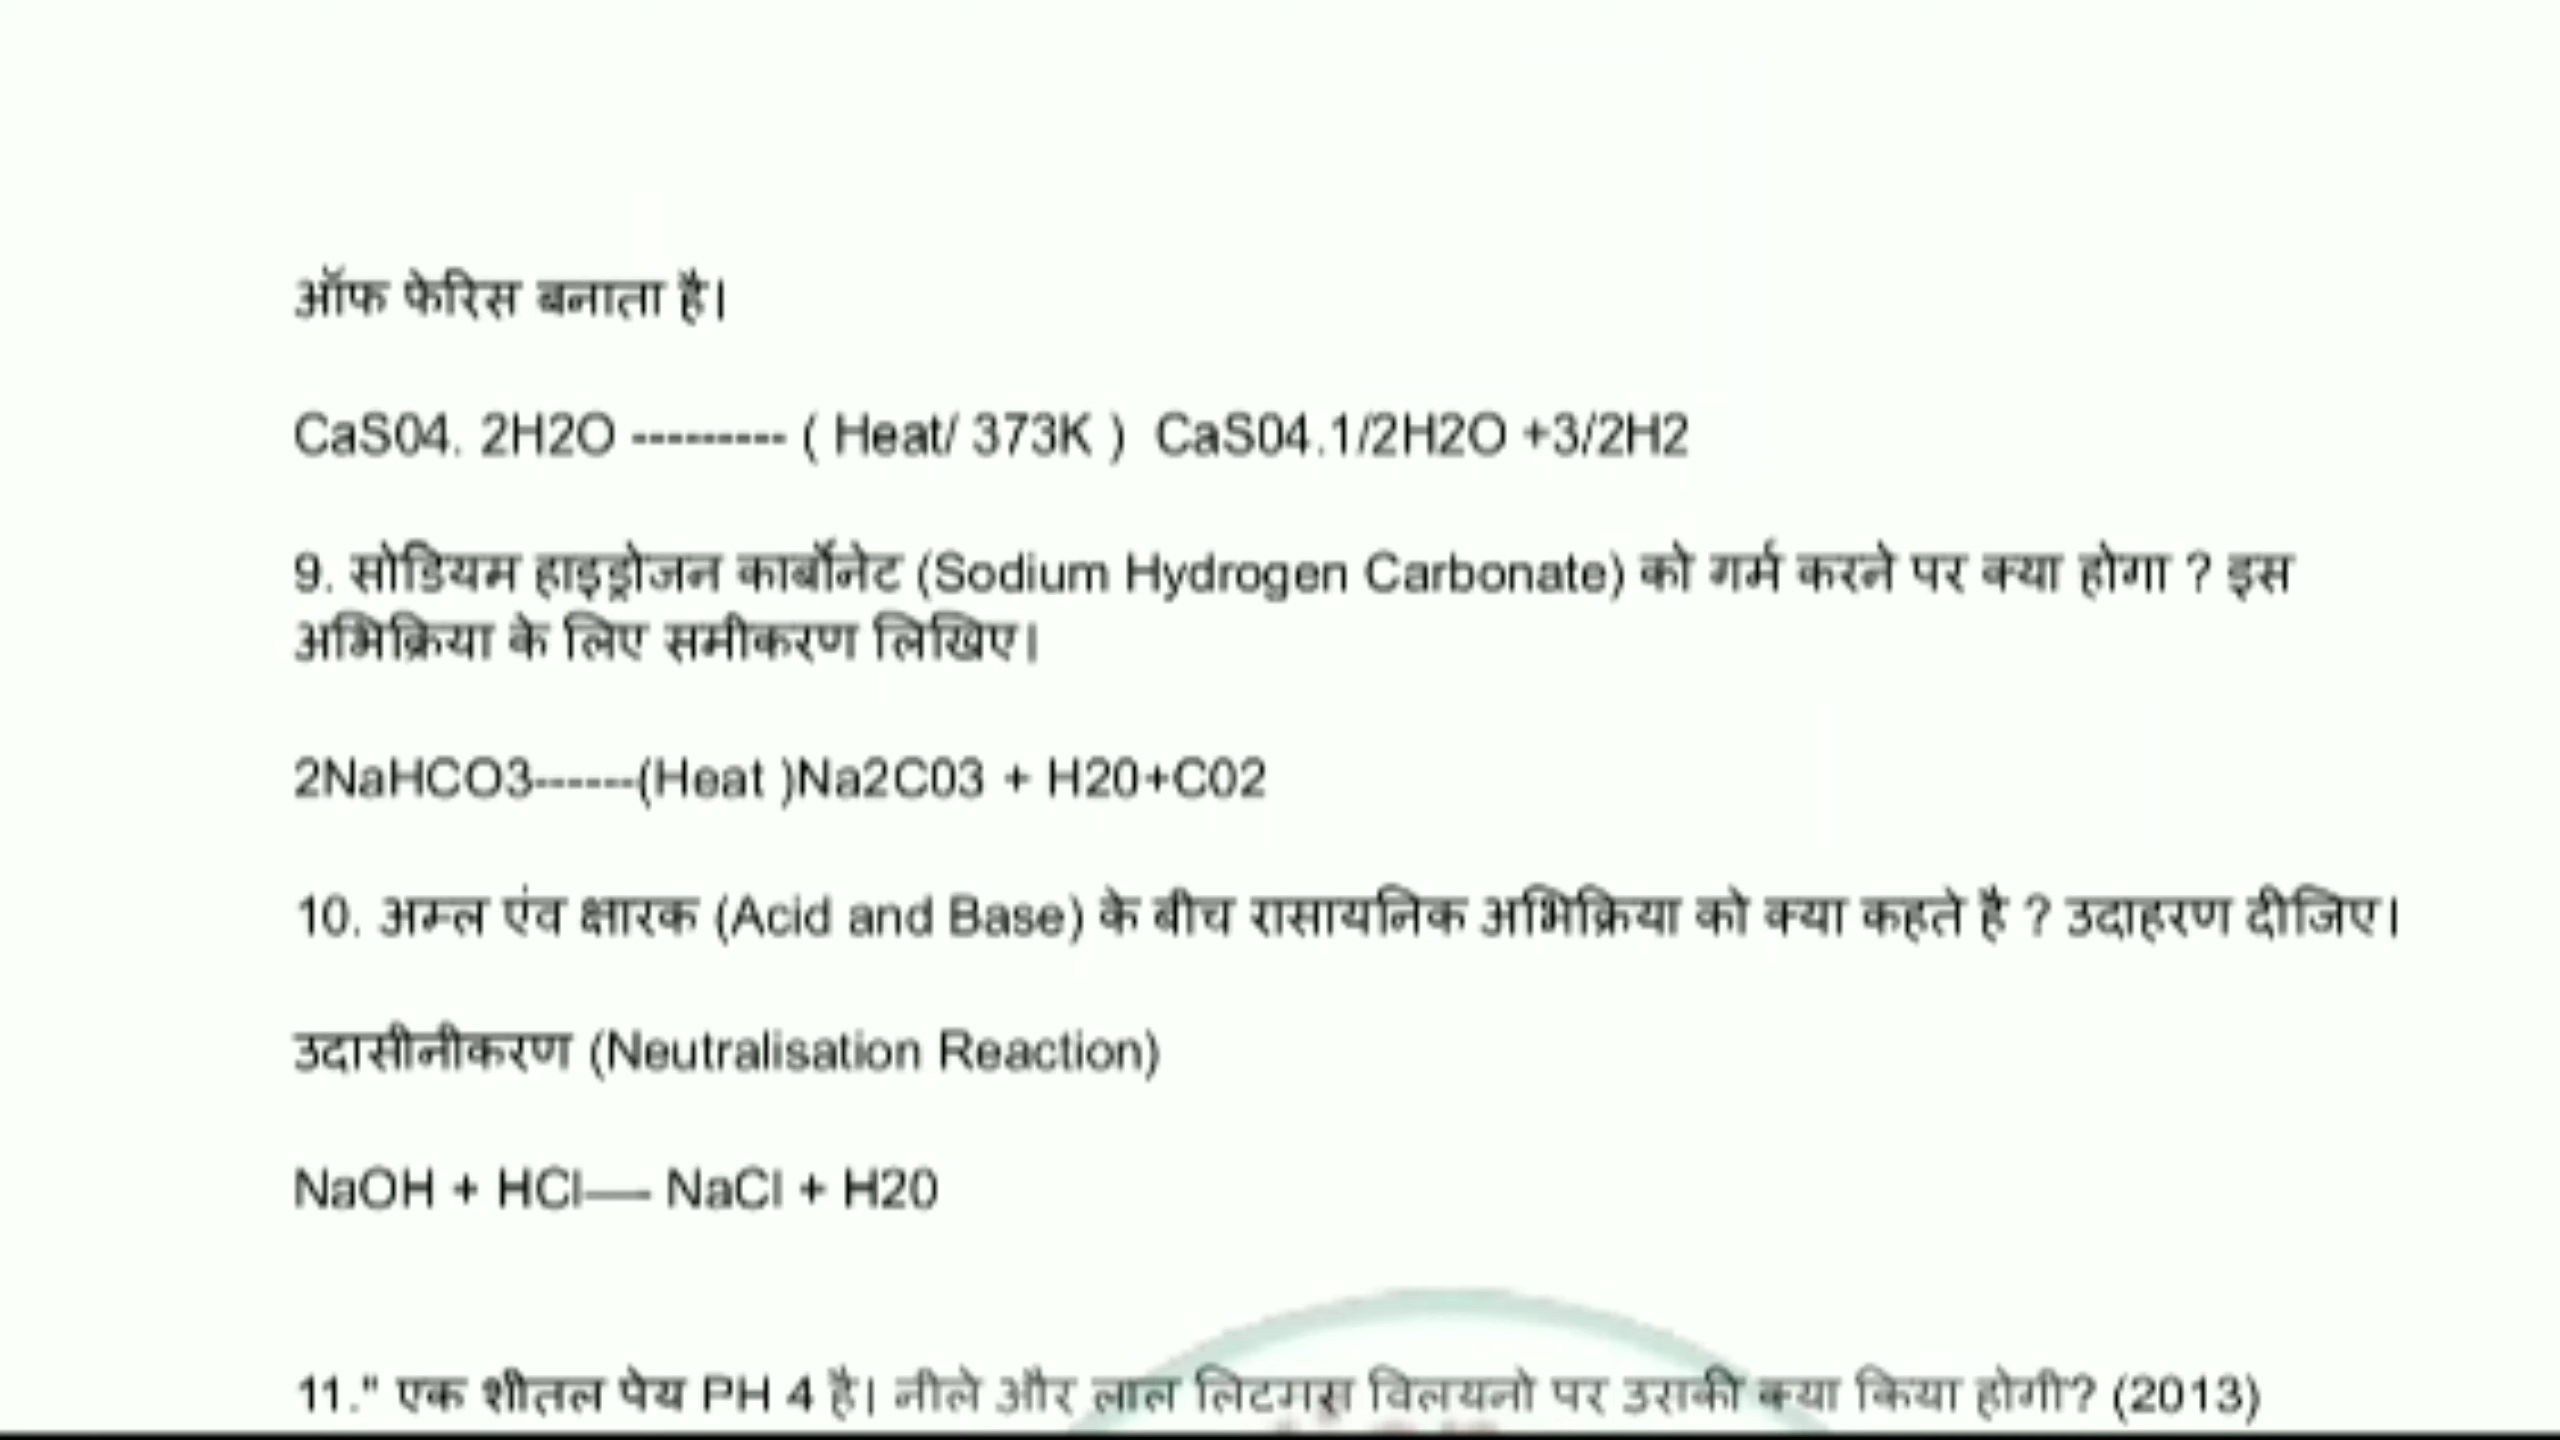 ऑफ फेरिस बनाता है।
CaS04. 2H2O --------- ( Heat/ 373K ) CaS04.1/2H2O +3/2H2
9. सोडियम हाइड्रोजन कार्बोनेट (Sodium Hydrogen Carbonate) को गर्म करने पर क्या होगा ? इस
अभिक्रिया के लिए समीकरण लिखिए।
2NaHCO3------(Heat )Na2C03 + H20+C02
10. अम्ल एंव क्षारक (Acid and Base) के बीच रासायनिक अभिक्रिया को क्या कहते है ? उदाहरण दीजिए।
उदासीनीकरण (Neutralisation Reaction)
NaOH + HCl— NaCl + H20
11." एक शीतल पेय PH 4 है। नीले और लाल लिटमस विलयनो पर उसकी क्या किया होगी? (2013)